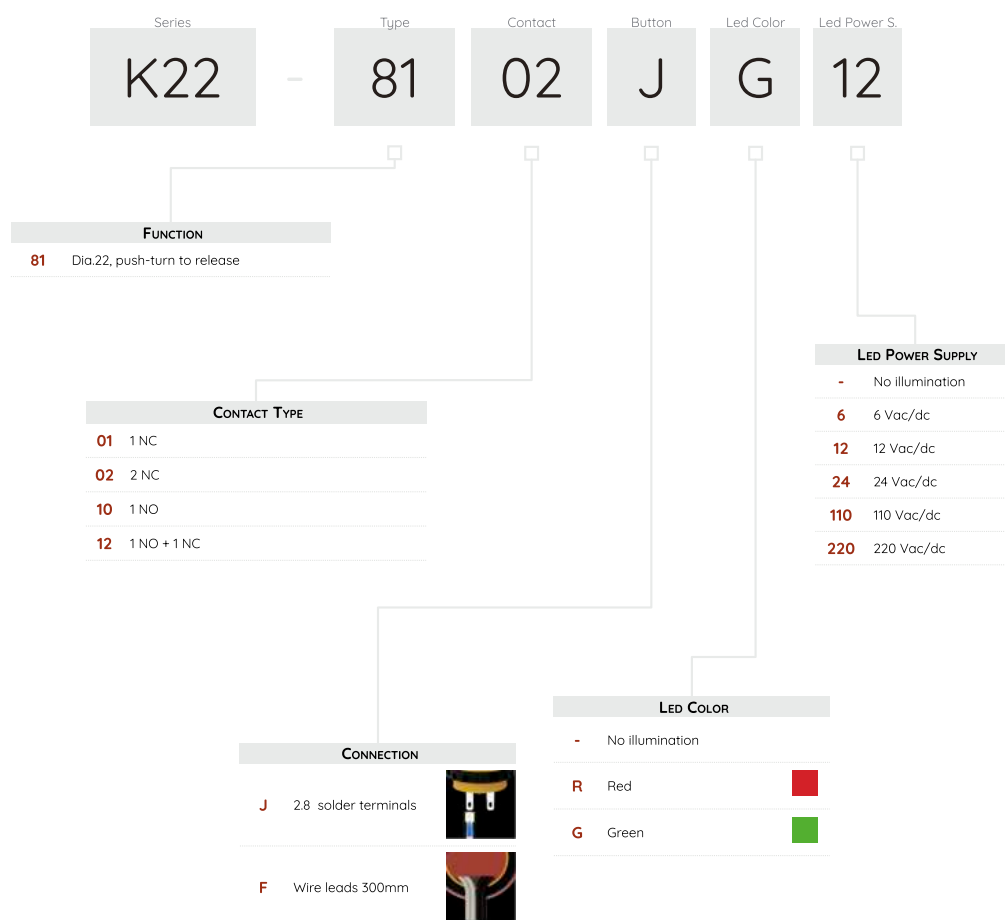 Series Type Contact Button Led Color Led Power S.
K22 - 81 02 J G 12
Function
81 Dia.22, push-turn to release
Led Power Supply
- No illumination
6 6 Vac/dc
12 12 Vac/dc
24 24 Vac/dc
110 110 Vac/dc
220 220 Vac/dc
Contact Type
01 1 NC
02 2 NC
10 1 NO
12 1 NO + 1 NC
Led Color
- No illumination
R Red
G Green
Connection
J 2.8 solder terminals
F Wire leads 300mm